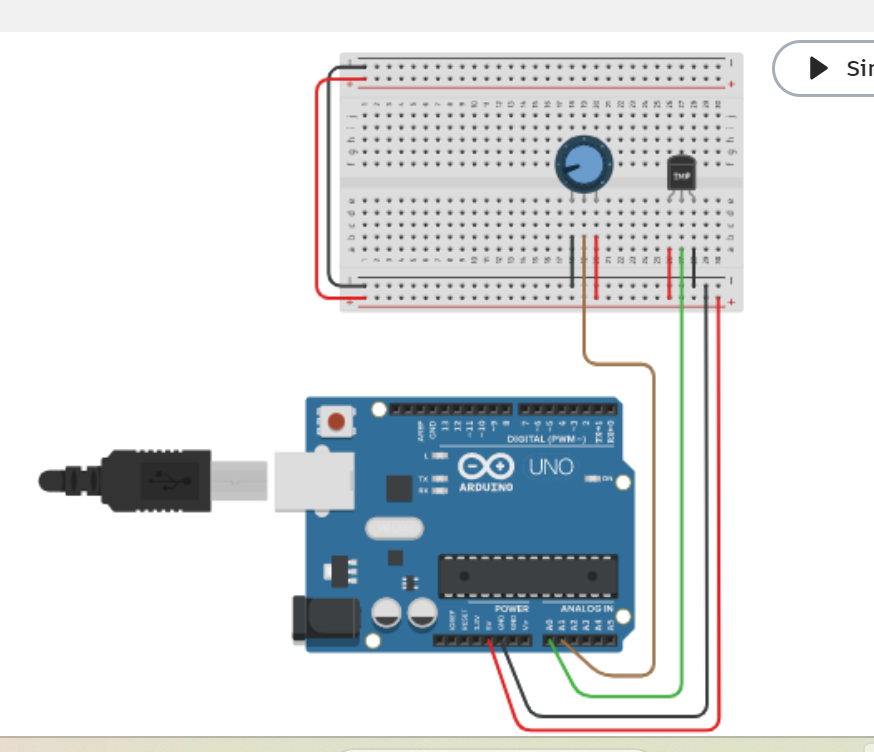 Sir
TMP
AREF
GND
13
12
~11
~10
~9
8
7
~6
~5
4
~3
2
TX→1
RX←0
DIGITAL (PWM~)
L
TX
RX
ARDUINO
UNO
ON
POWER
ANALOG IN
IOREF
RESET
3.3V
5V
GND
GND
Vin
A0
A1
A2
A3
A4
A5